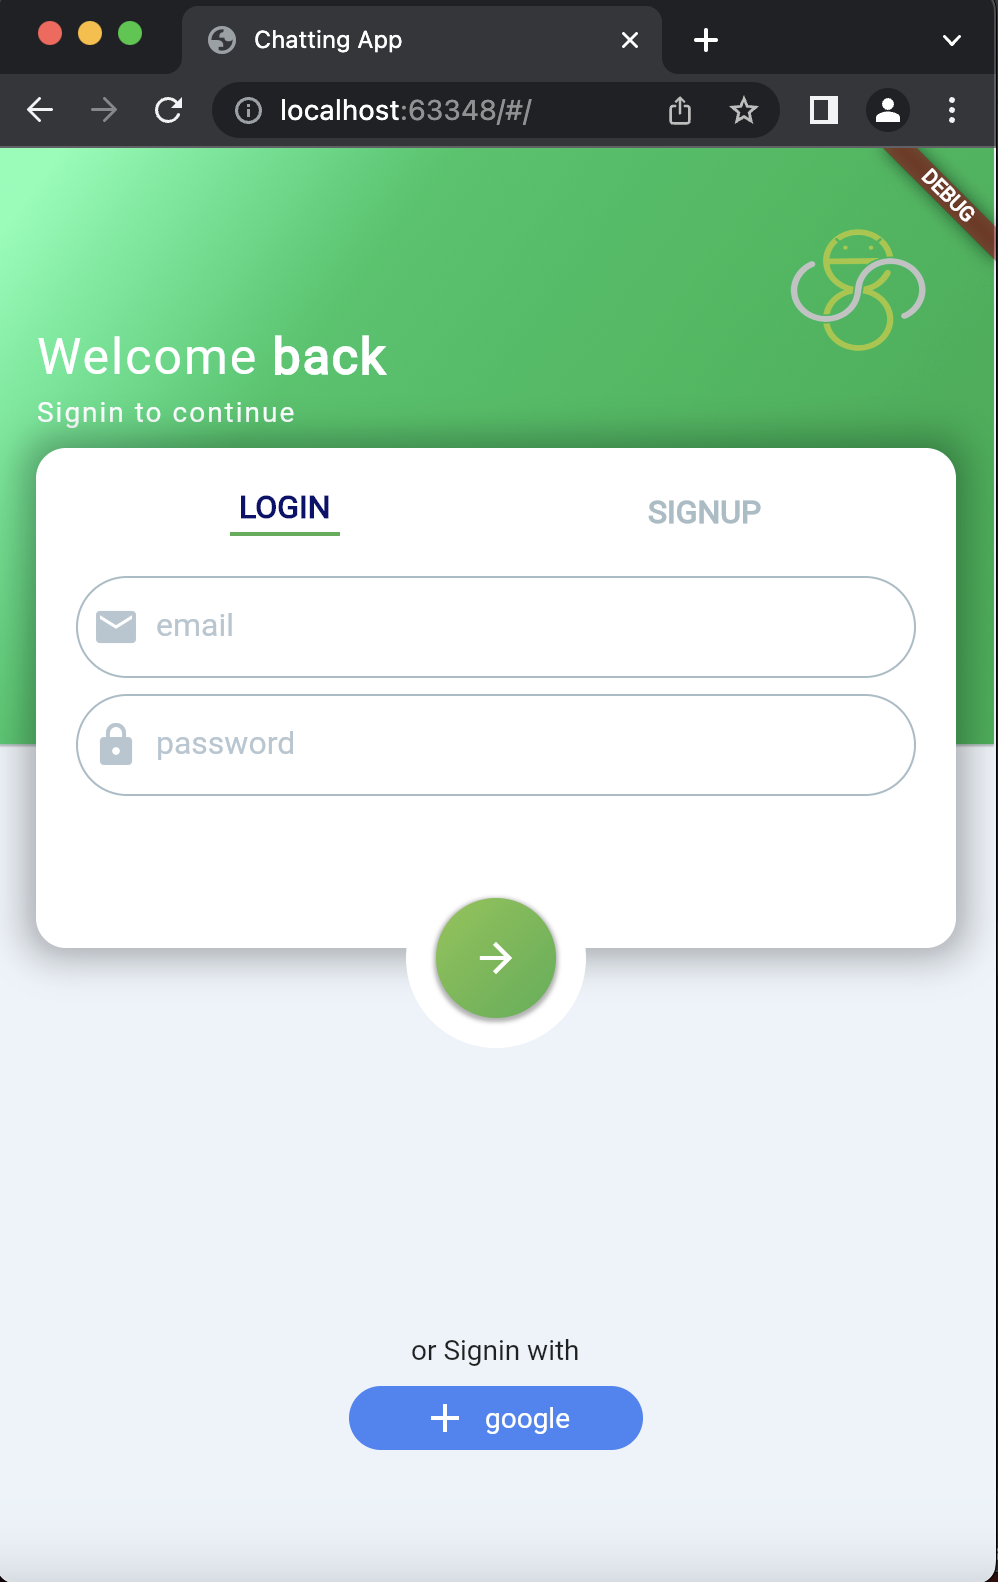 Chatting App
localhost:63348/#/
DEBUG
Welcome back
Signin to continue
LOGIN
SIGNUP
email
password
or Signin with
google